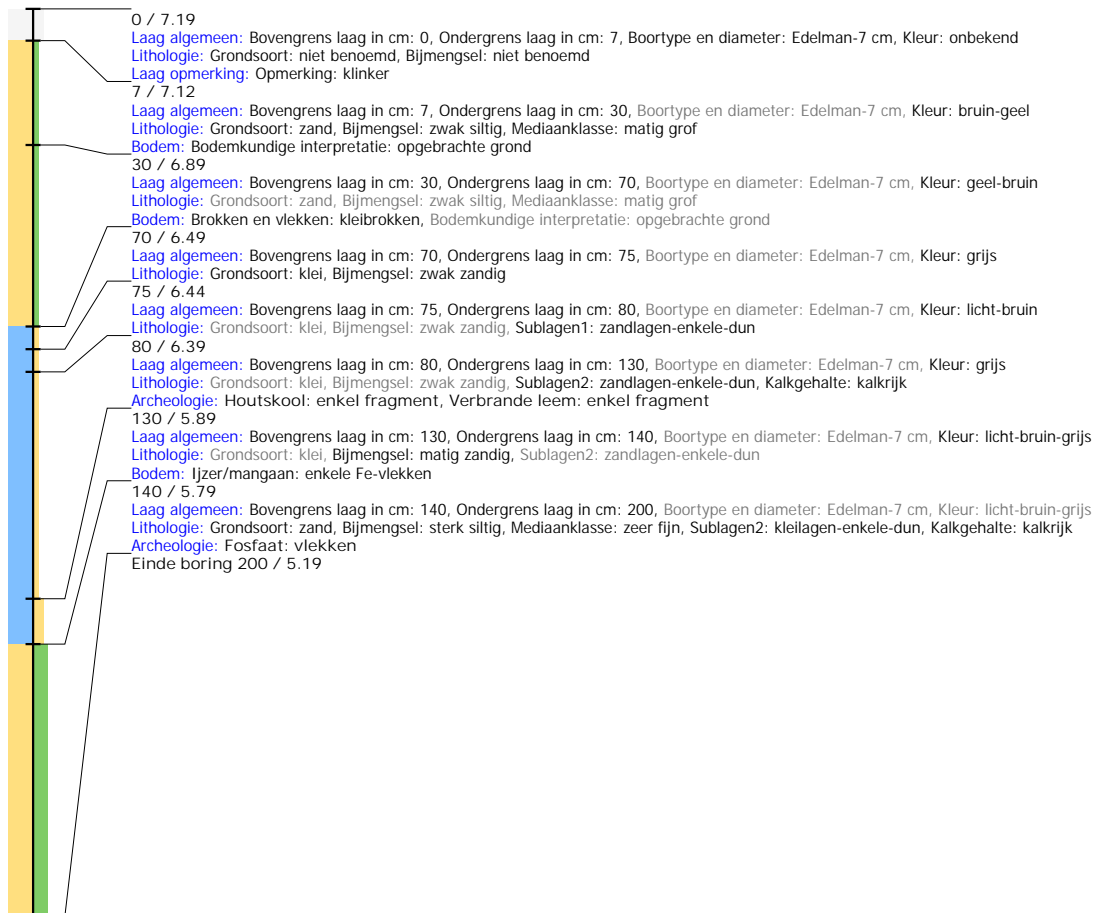 0 / 7.19
Laag algemeen: Bovengrens laag in cm: 0, Ondergrens laag in cm: 7, Boortype en diameter: Edelman-7 cm, Kleur: onbekend
Lithologie: Grondsoort: niet benoemd, Bijmengsel: niet benoemd
Laag opmerking: Opmerking: klinker
7 / 7.12
Laag algemeen: Bovengrens laag in cm: 7, Ondergrens laag in cm: 30, Boortype en diameter: Edelman-7 cm, Kleur: bruin-geel
Lithologie: Grondsoort: zand, Bijmengsel: zwak siltig, Mediaanklasse: matig grof
Bodem: Bodemkundige interpretatie: opgebrachte grond
30 / 6.89
Laag algemeen: Bovengrens laag in cm: 30, Ondergrens laag in cm: 70, Boortype en diameter: Edelman-7 cm, Kleur: geel-bruin
Lithologie: Grondsoort: zand, Bijmengsel: zwak siltig, Mediaanklasse: matig grof
Bodem: Brokken en vlekken: kleibrokken, Bodemkundige interpretatie: opgebrachte grond
70 / 6.49
Laag algemeen: Bovengrens laag in cm: 70, Ondergrens laag in cm: 75, Boortype en diameter: Edelman-7 cm, Kleur: grijs
Lithologie: Grondsoort: klei, Bijmengsel: zwak zandig
75 / 6.44
Laag algemeen: Bovengrens laag in cm: 75, Ondergrens laag in cm: 80, Boortype en diameter: Edelman-7 cm, Kleur: licht-bruin
Lithologie: Grondsoort: klei, Bijmengsel: zwak zandig, Sublagen1: zandlagen-enkele-dun
80 / 6.39
Laag algemeen: Bovengrens laag in cm: 80, Ondergrens laag in cm: 130, Boortype en diameter: Edelman-7 cm, Kleur: grijs
Lithologie: Grondsoort: klei, Bijmengsel: zwak zandig, Sublagen2: zandlagen-enkele-dun, Kalkgehalte: kalkrijk
Archeologie: Houtskool: enkel fragment, Verbrande leem: enkel fragment
130 / 5.89
Laag algemeen: Bovengrens laag in cm: 130, Ondergrens laag in cm: 140, Boortype en diameter: Edelman-7 cm, Kleur: licht-bruin-grijs
Lithologie: Grondsoort: klei, Bijmengsel: matig zandig, Sublagen2: zandlagen-enkele-dun
Bodem: Ijzer/mangaan: enkele Fe-vlekken
140 / 5.79
Laag algemeen: Bovengrens laag in cm: 140, Ondergrens laag in cm: 200, Boortype en diameter: Edelman-7 cm, Kleur: licht-bruin-grijs
Lithologie: Grondsoort: zand, Bijmengsel: sterk siltig, Mediaanklasse: zeer fijn, Sublagen2: kleilagen-enkele-dun, Kalkgehalte: kalkrijk
Archeologie: Fosfaat: vlekken
Einde boring 200 / 5.19